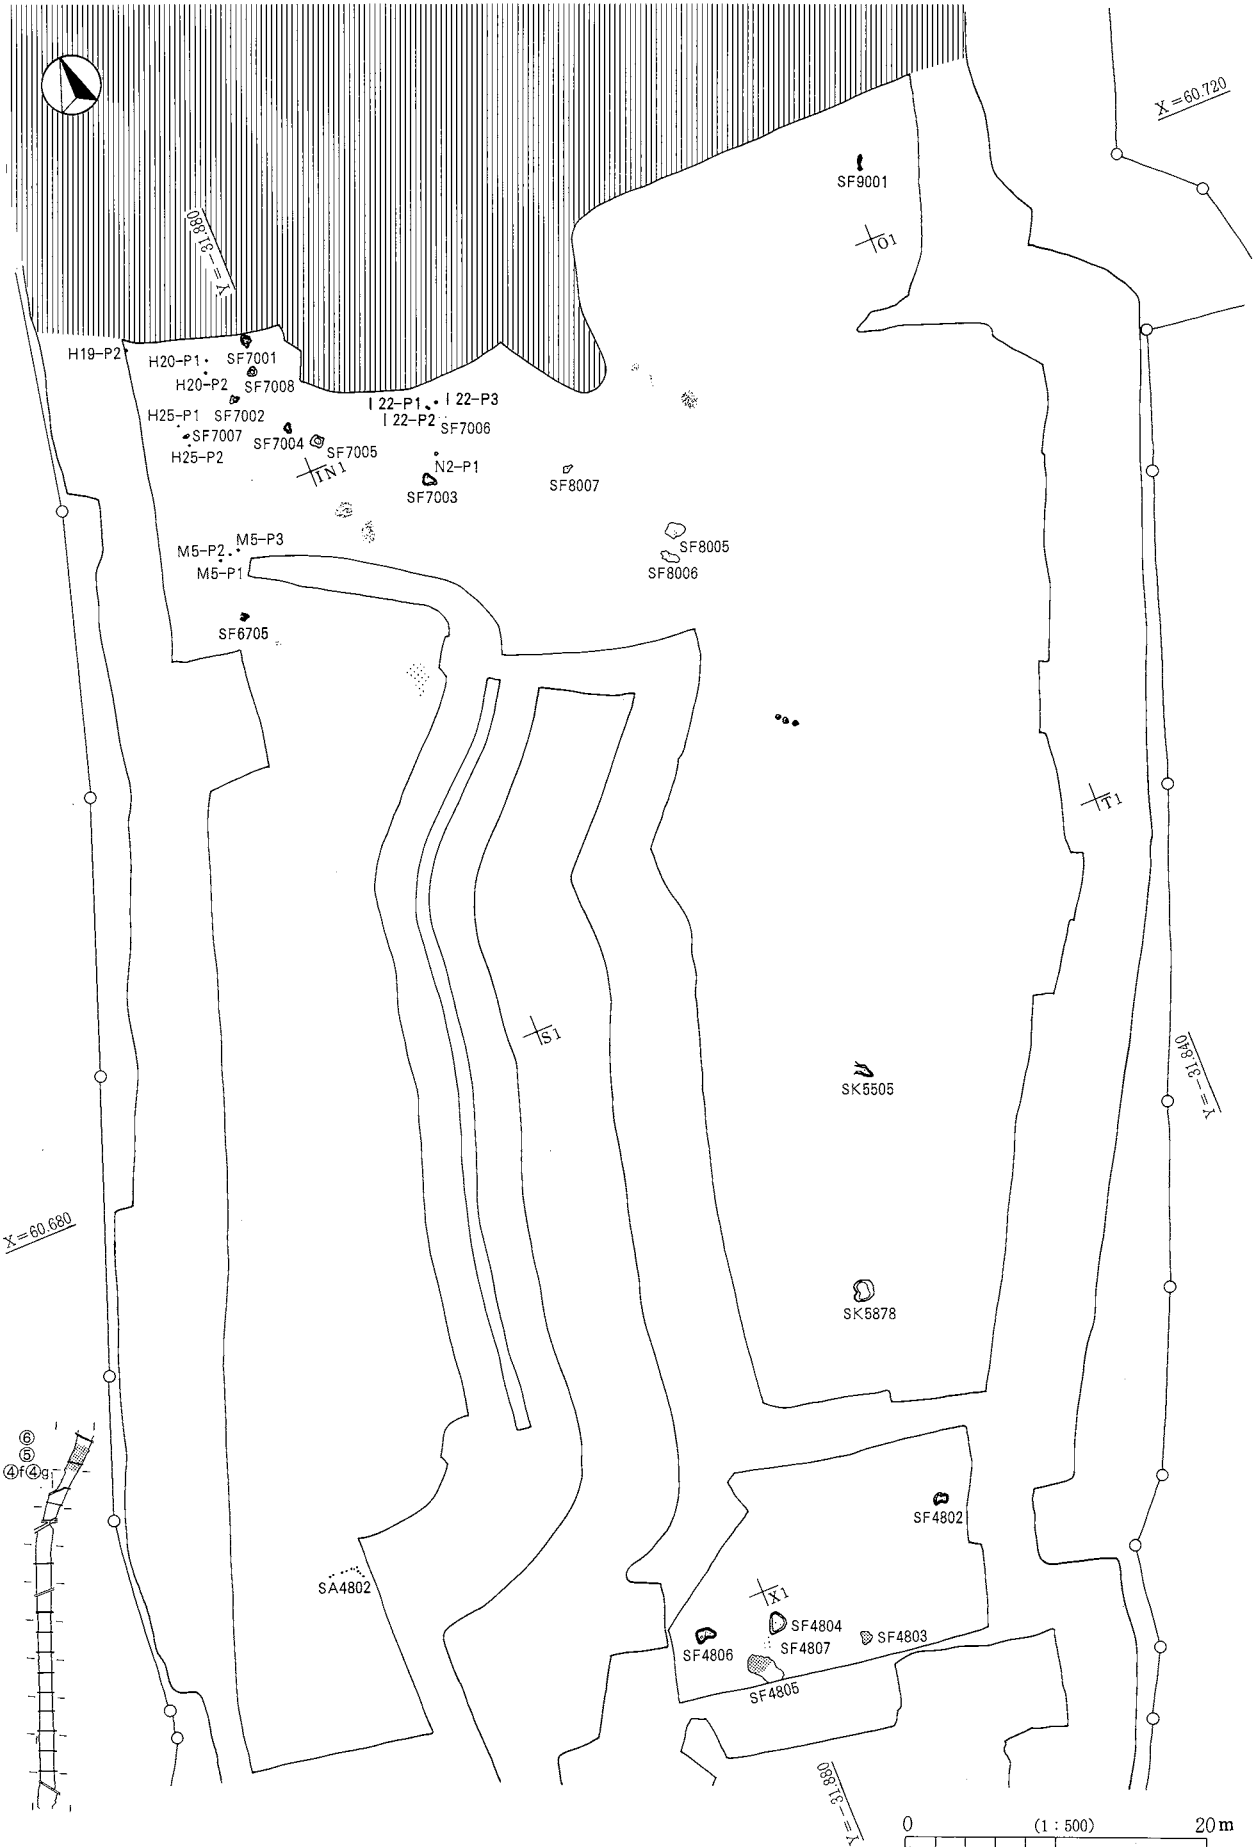 X=60.720
SF9001
O1
Y=-31.880
H19-P2
H20-P1
SF7001
H20-P2
SF7008
I22-P1
I22-P3
H25-P1
SF7002
I22-P2
SF7006
SF7007
SF7004
SF7005
H25-P2
IN1
N2-P1
SF7003
SF8007
M5-P2
M5-P3
SF8005
M5-P1
SF8006
SF6705
T1
S1
Y=-31.840
SK5505
X=60.680
SK5878
⑥
⑤
④f④g
SF4802
SA4802
X1
SF4804
SF4803
SF4806
SF4807
SF4805
Y=-31.880
0 (1:500) 20m